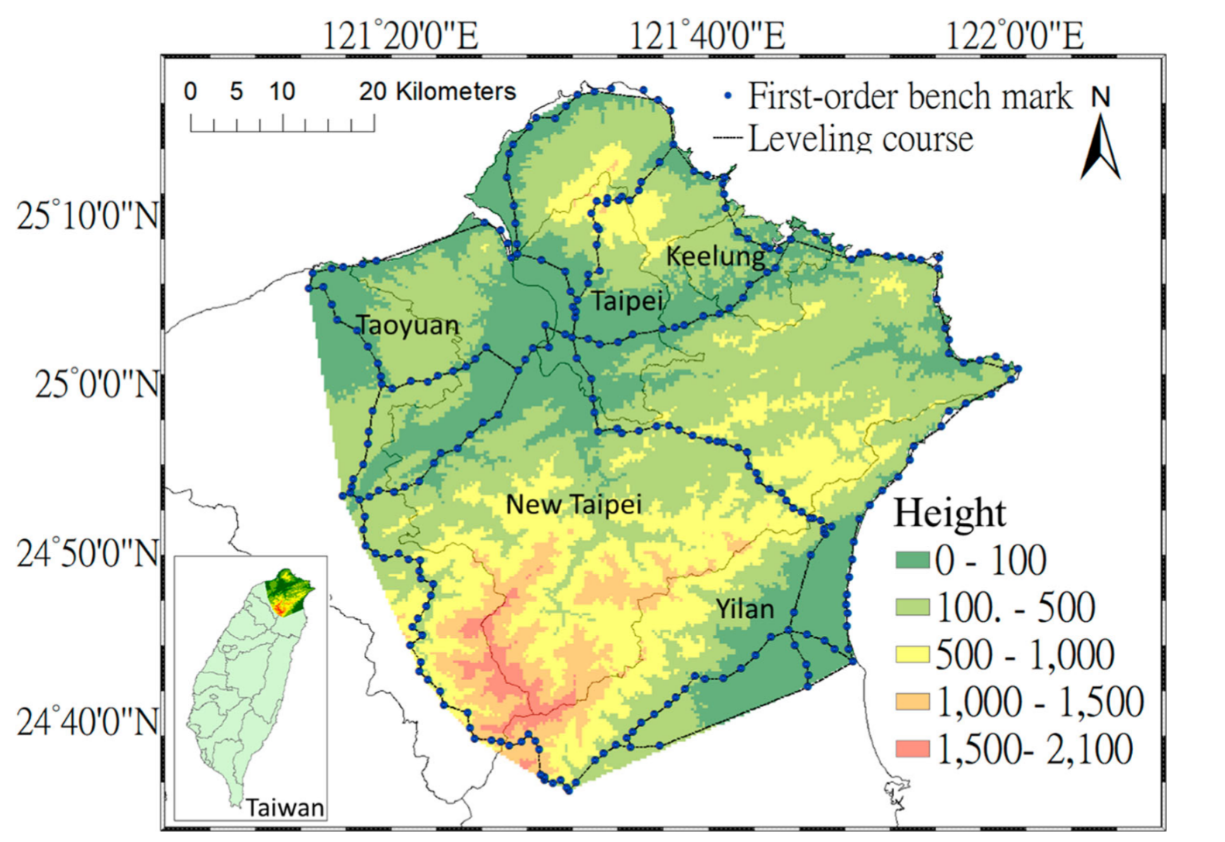 121°20'0"E 121°40'0"E 122°0'0"E
0 5 10 20 Kilometers
First-order bench mark
Leveling course
N
25°10'0"N
25°0'0"N
24°50'0"N
24°40'0"N
Keelung
Taipei
Taoyuan
New Taipei
Yilan
Height
0 - 100
100. - 500
500 - 1,000
1,000 - 1,500
1,500- 2,100
Taiwan